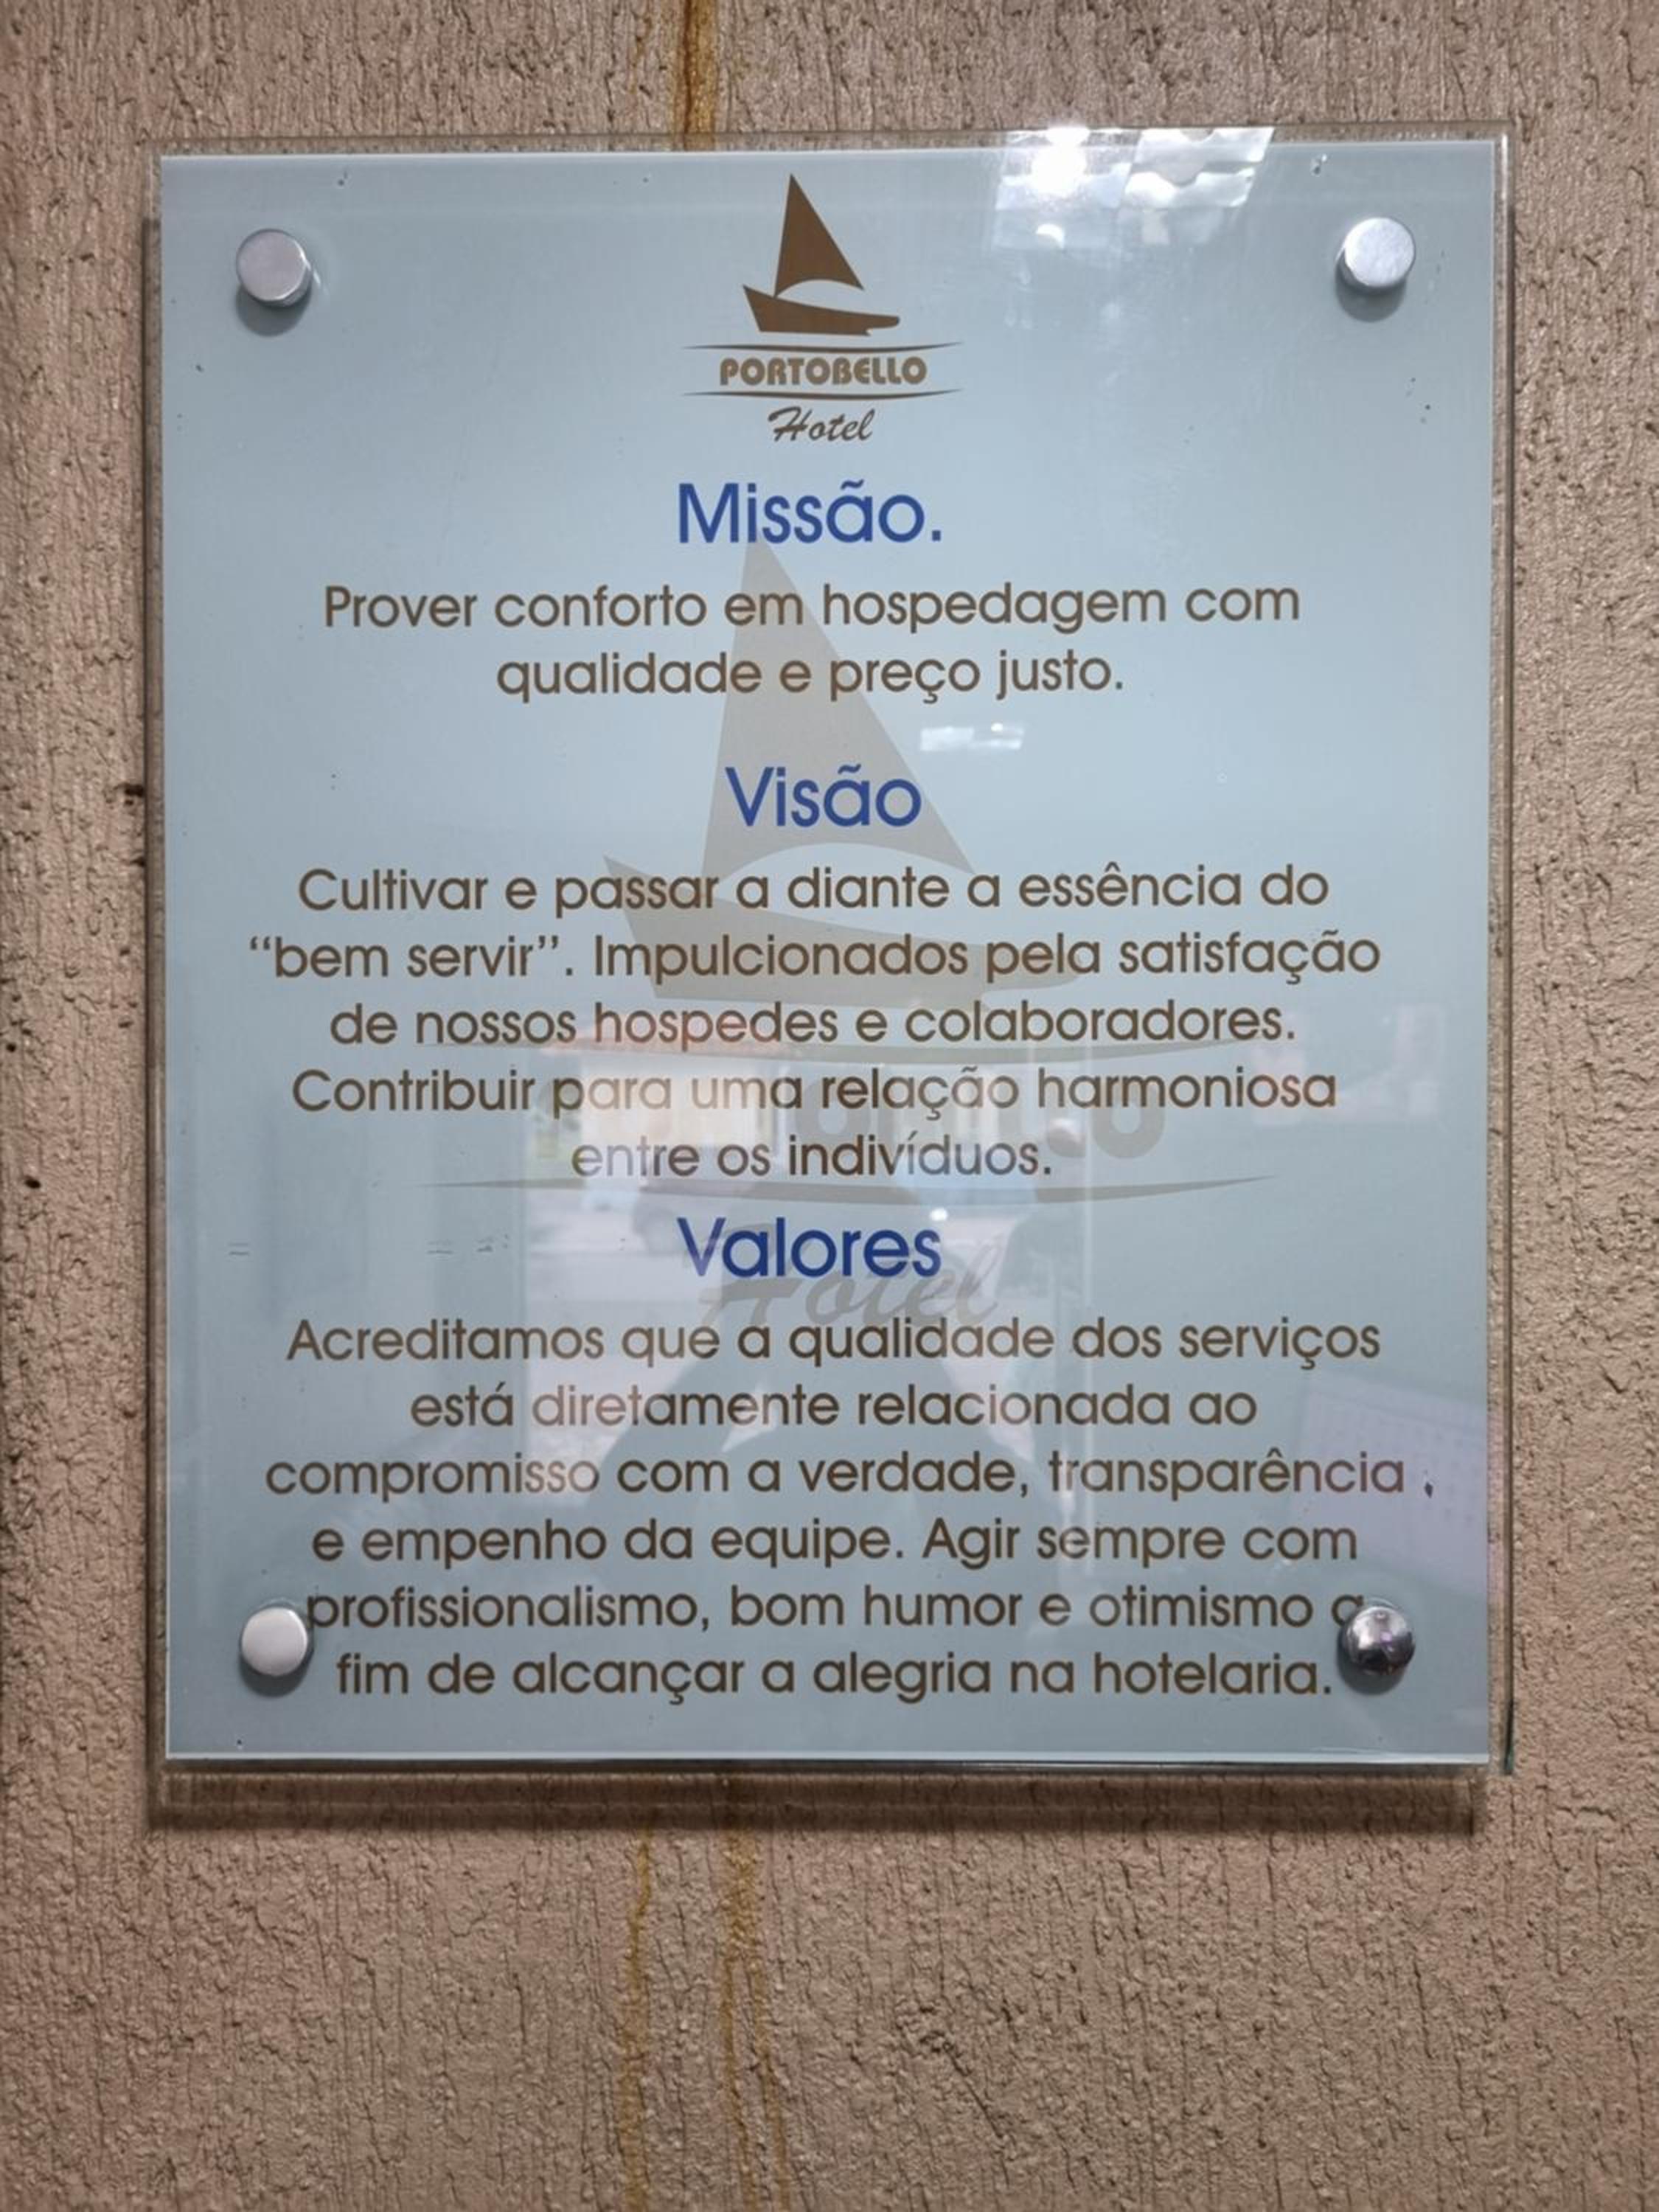 PORTOBELLO
Hotel
Missão.
Prover conforto em hospedagem com
qualidade e preço justo.
Visão
Cultivar e passar a diante a essência do
“bem servir”. Impulcionados pela satisfação
de nossos hospedes e colaboradores.
Contribuir para uma relação harmoniosa
entre os indivíduos.
Valores
Hotel
Acreditamos que a qualidade dos serviços
está diretamente relacionada ao
compromisso com a verdade, transparência
e empenho da equipe. Agir sempre com
profissionalismo, bom humor e otimismo a
fim de alcançar a alegria na hotelaria.